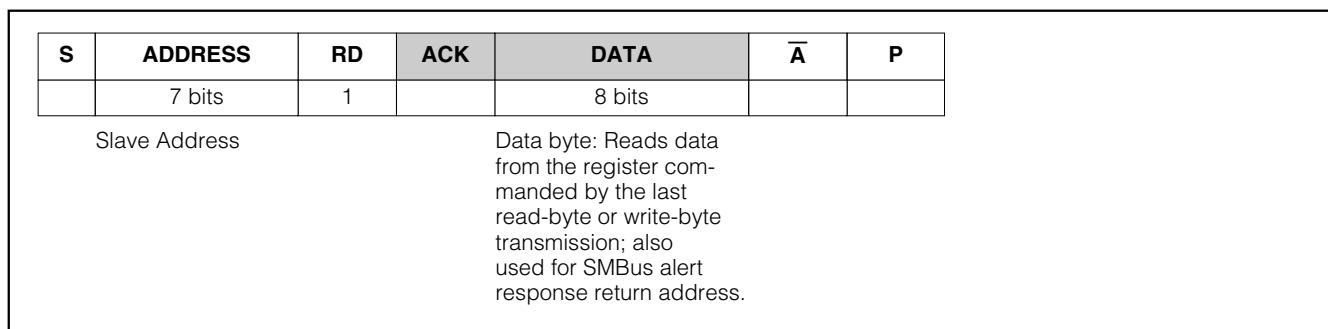 S ADDRESS RD ACK DATA A̅ P
7 bits 1 8 bits
Slave Address
Data byte: Reads data
from the register com-
manded by the last
read-byte or write-byte
transmission; also
used for SMBus alert
response return address.